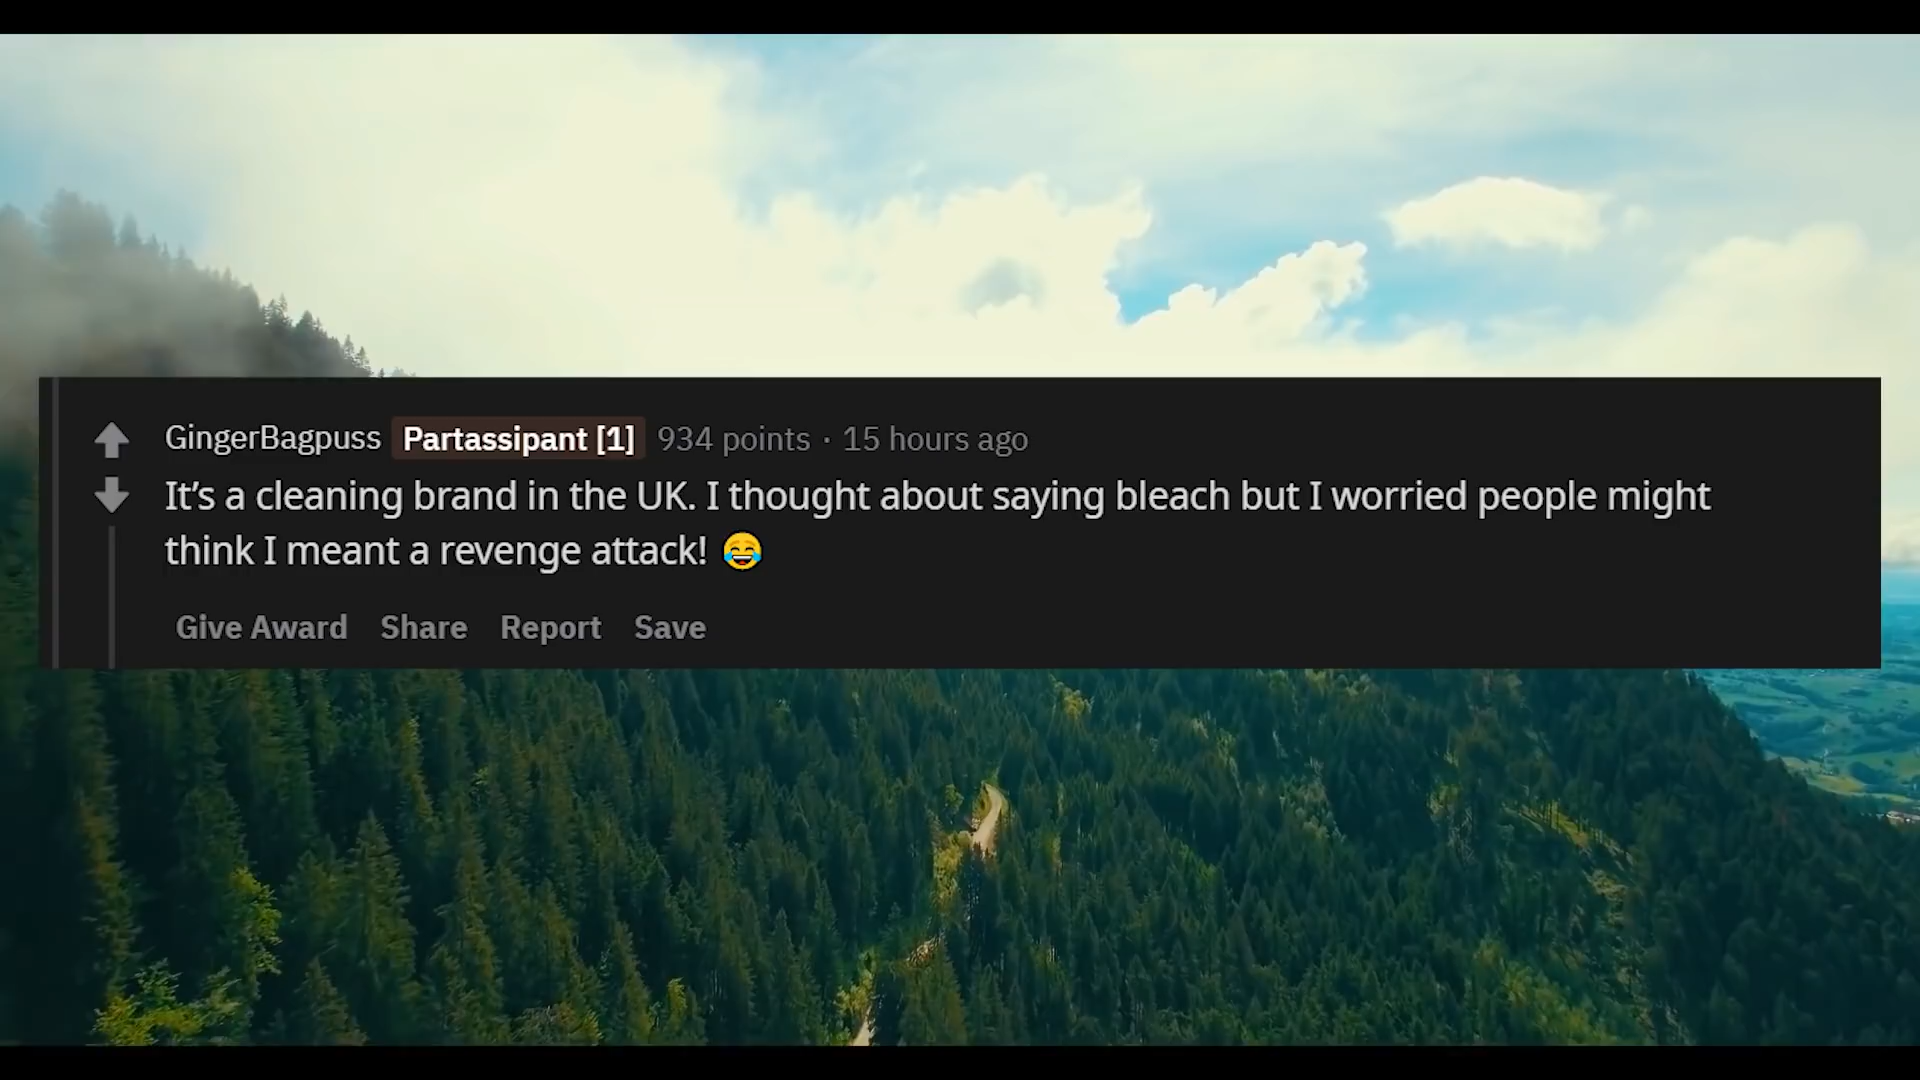 GingerBagpuss Partassipant [1] 934 points · 15 hours ago
It’s a cleaning brand in the UK. I thought about saying bleach but I worried people might
think I meant a revenge attack! 😂
Give Award Share Report Save